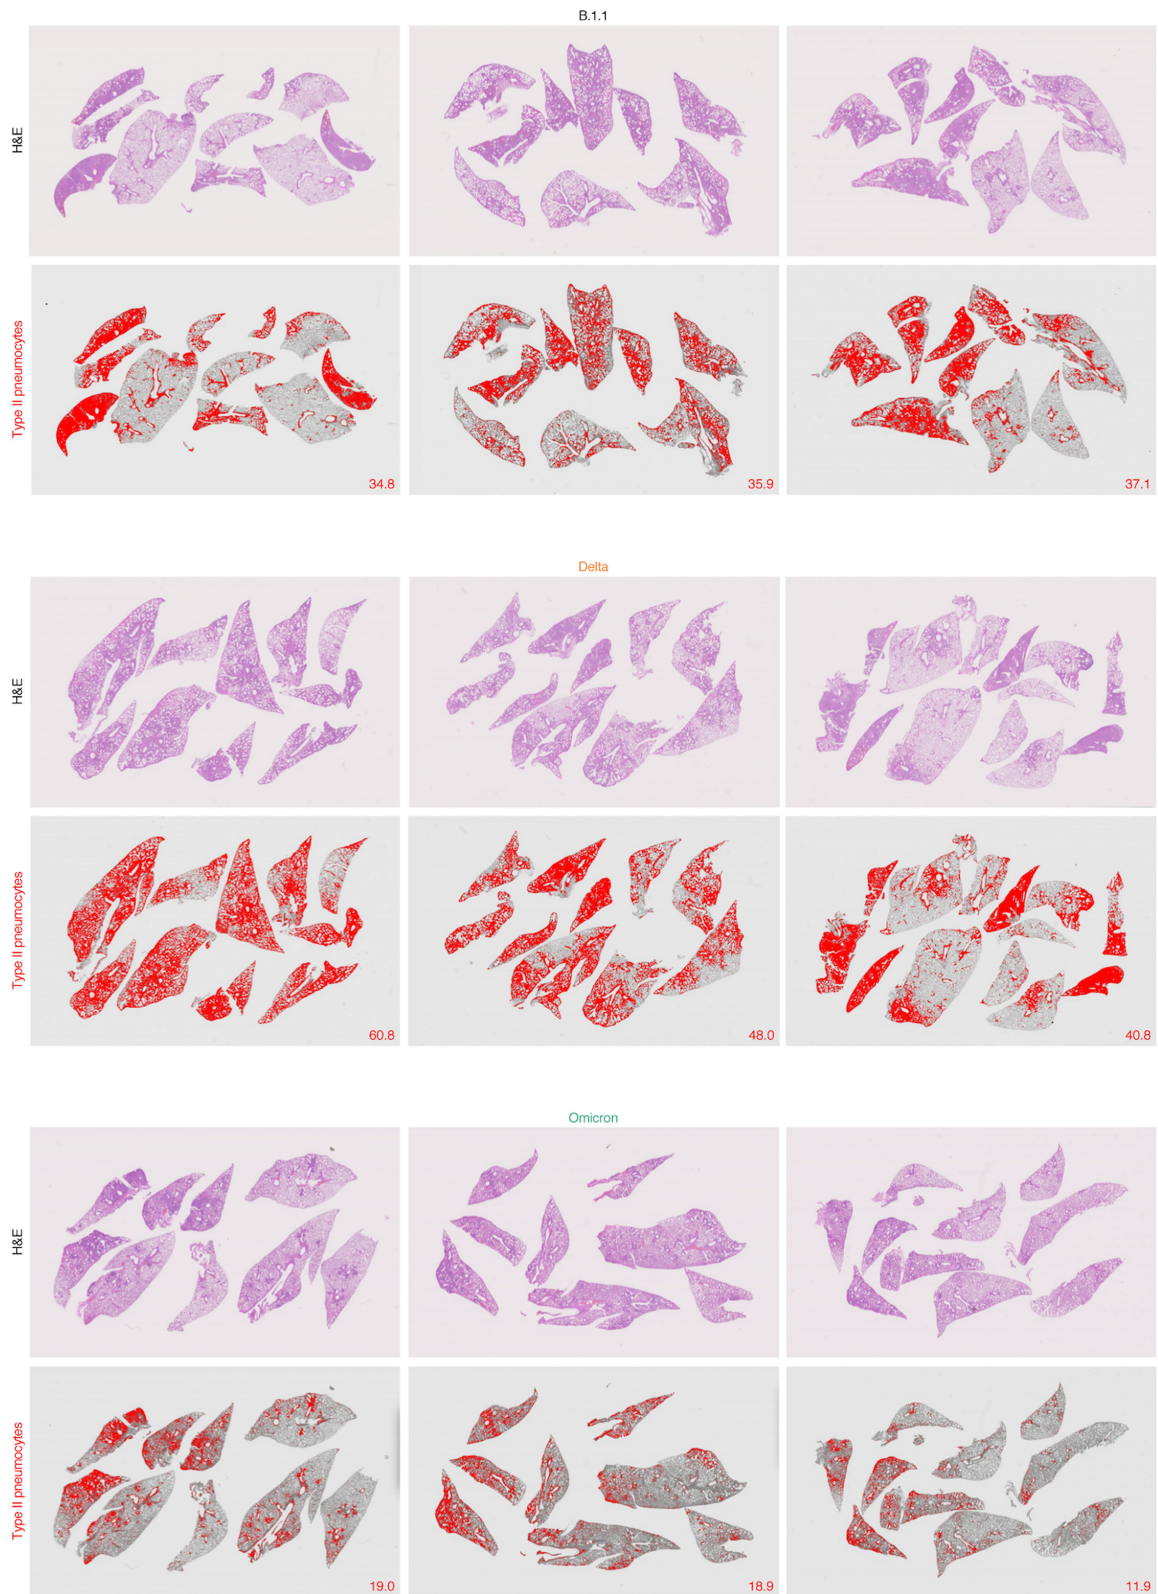 B.1.1
H&E
Type II pneumocytes
34.8
35.9
37.1
Delta
H&E
Type II pneumocytes
60.8
48.0
40.8
Omicron
H&E
Type II pneumocytes
19.0
18.9
11.9